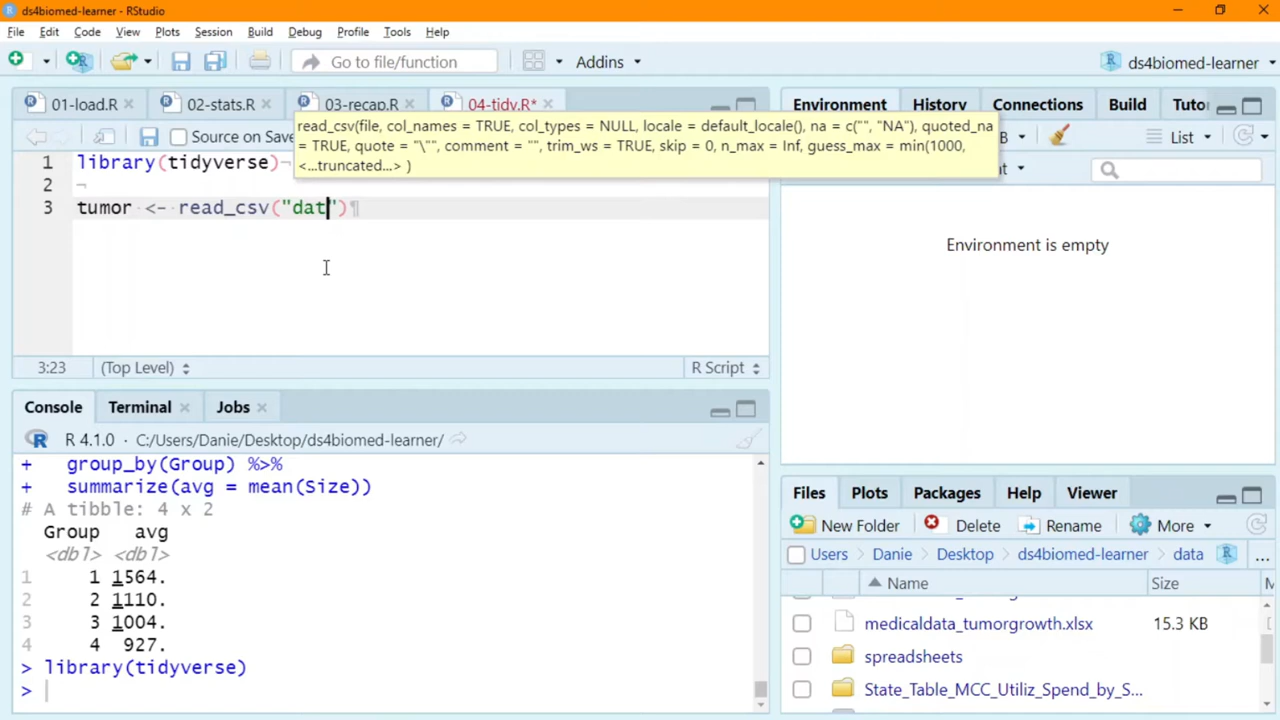 ds4biomed-learner - RStudio
File Edit Code View Plots Session Build Debug Profile Tools Help
Go to file/function Addins ds4biomed-learner
01-load.R 02-stats.R 03-recap.R 04-tidy.R*
Source on Save
read_csv(file, col_names = TRUE, col_types = NULL, locale = default_locale(), na = c("", "NA"), quoted_na
= TRUE, quote = "\"", comment = "", trim_ws = TRUE, skip = 0, n_max = Inf, guess_max = min(1000,
<...truncated...> )
1 library(tidyverse)¬
2 ¬
3 tumor <- read_csv("dat")¶
3:23 (Top Level) R Script
Console Terminal Jobs
R 4.1.0 · C:/Users/Danie/Desktop/ds4biomed-learner/
+ group_by(Group) %>%
+ summarize(avg = mean(Size))
# A tibble: 4 x 2
Group avg
<dbl> <dbl>
1 1 1564.
2 2 1110.
3 3 1004.
4 4 927.
> library(tidyverse)
>
Environment History Connections Build Tuto
List
Environment is empty
Files Plots Packages Help Viewer
New Folder Delete Rename More
Users Danie Desktop ds4biomed-learner data ...
Name Size M
medicaldata_tumorgrowth.xlsx 15.3 KB
spreadsheets
State_Table_MCC_Utiliz_Spend_by_S...